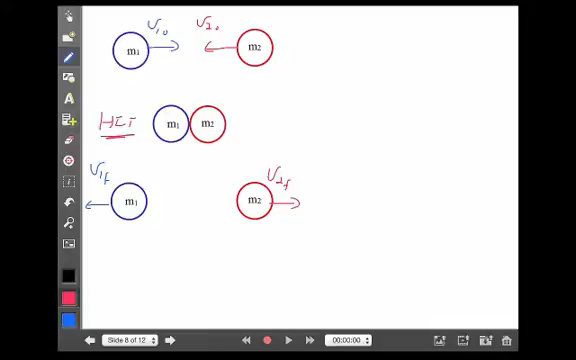 V1o V2o
m1 m2
HIT m1 m2
V1f V2f
m1 m2
Slide 8 of 12 00:00:00